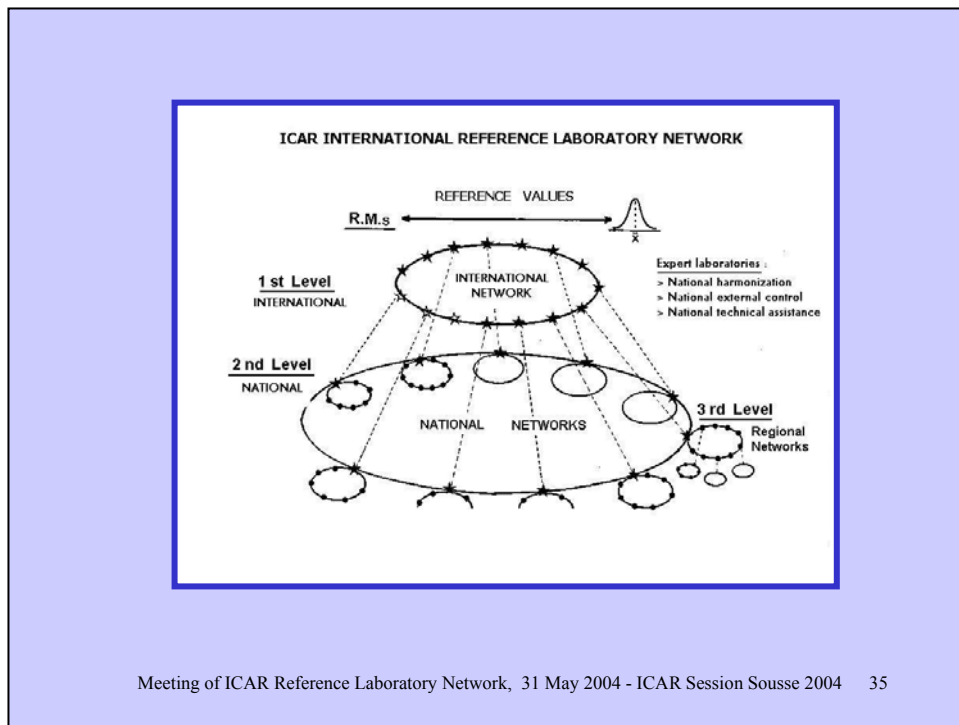 ICAR INTERNATIONAL REFERENCE LABORATORY NETWORK
REFERENCE VALUES
R.M.s
x
Expert laboratories :
> National harmonization
> National external control
> National technical assistance
1 st Level
INTERNATIONAL
INTERNATIONAL
NETWORK
2 nd Level
NATIONAL
NATIONAL NETWORKS
3 rd Level
Regional
Networks
Meeting of ICAR Reference Laboratory Network, 31 May 2004 - ICAR Session Sousse 2004 35